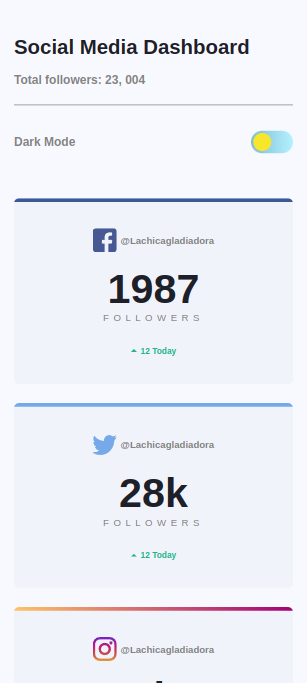 Social Media Dashboard
Total followers: 23, 004
Dark Mode
@Lachicagladiadora
1987
FOLLOWERS
12 Today
@Lachicagladiadora
28k
FOLLOWERS
12 Today
@Lachicagladiadora